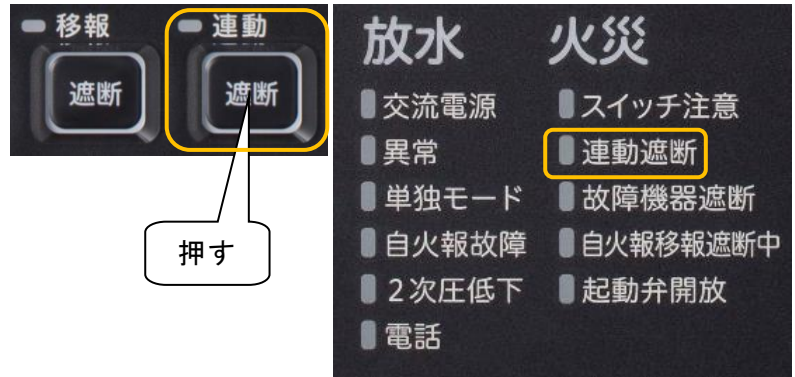 移報
連動
遮断
遮断
押す
放水
火災
交流電源
スイッチ注意
異常
連動遮断
単独モード
故障機器遮断
自火報故障
自火報移報遮断中
2次圧低下
起動弁開放
電話